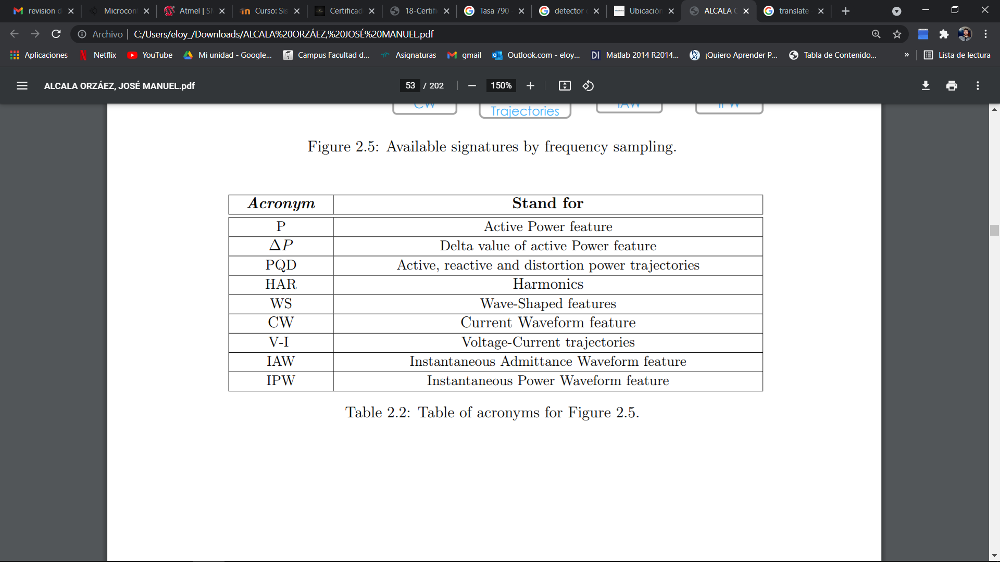 revision d
Microcon
Atmel | SM
Curso: Sis
Certificad
18-Certifi
Tasa 790
detector
Ubicación
ALCALA
translate
Archivo
C:/Users/eloy_/Downloads/ALCALA%20ORZÁEZ,%20JOSÉ%20MANUEL.pdf
Aplicaciones
Netflix
YouTube
Mi unidad - Google...
Campus Facultad d...
Asignaturas
gmail
Outlook.com - eloy...
DI Matlab 2014 R2014...
¡Quiero Aprender P...
Tabla de Contenido...
»
Lista de lectura
ALCALA ORZÁEZ, JOSÉ MANUEL.pdf
53 / 202
150%
CW
Trajectories
IAW
IPW
Figure 2.5: Available signatures by frequency sampling.
Acronym Stand for
P Active Power feature
ΔP Delta value of active Power feature
PQD Active, reactive and distortion power trajectories
HAR Harmonics
WS Wave-Shaped features
CW Current Waveform feature
V-I Voltage-Current trajectories
IAW Instantaneous Admittance Waveform feature
IPW Instantaneous Power Waveform feature
Table 2.2: Table of acronyms for Figure 2.5.